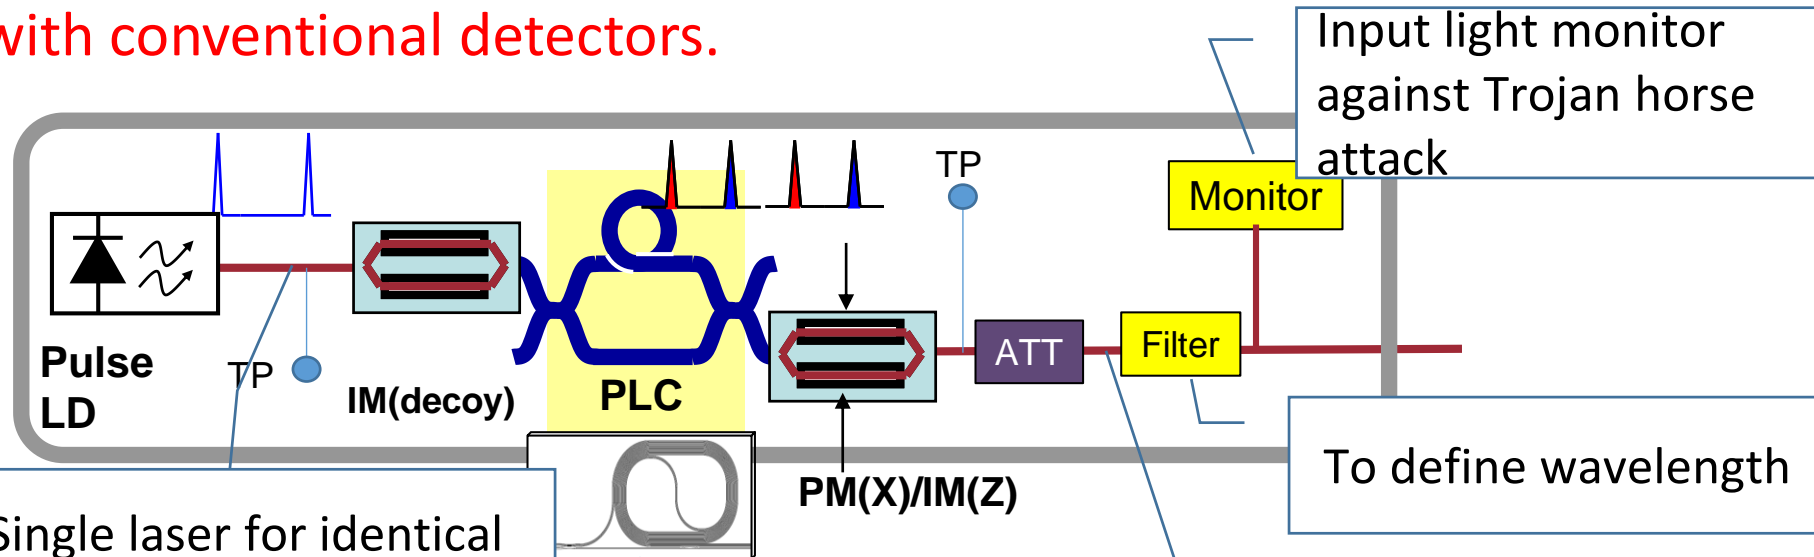 with conventional detectors.
Input light monitor
against Trojan horse
attack
TP
Monitor
Pulse
LD
TP
IM(decoy)
PLC
ATT
Filter
PM(X)/IM(Z)
To define wavelength
Single laser for identical